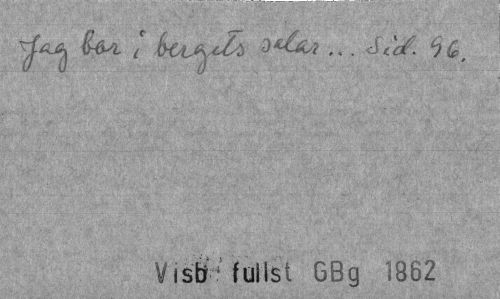 Jag bor i bergets salar... Sid. 96.
Visb fullst GBg 1862